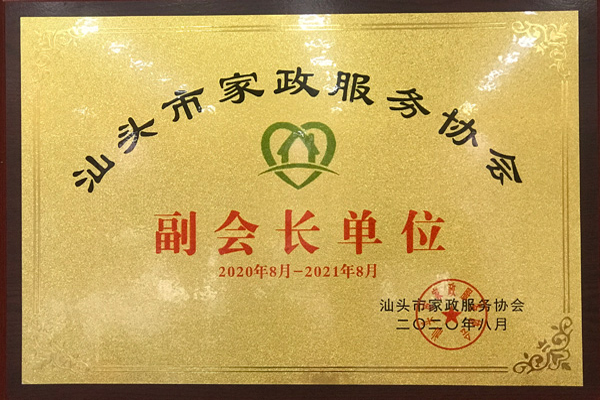 汕头市家政服务协会
副会长单位
2020年8月-2021年8月
汕头市家政服务协会
二〇二〇年八月